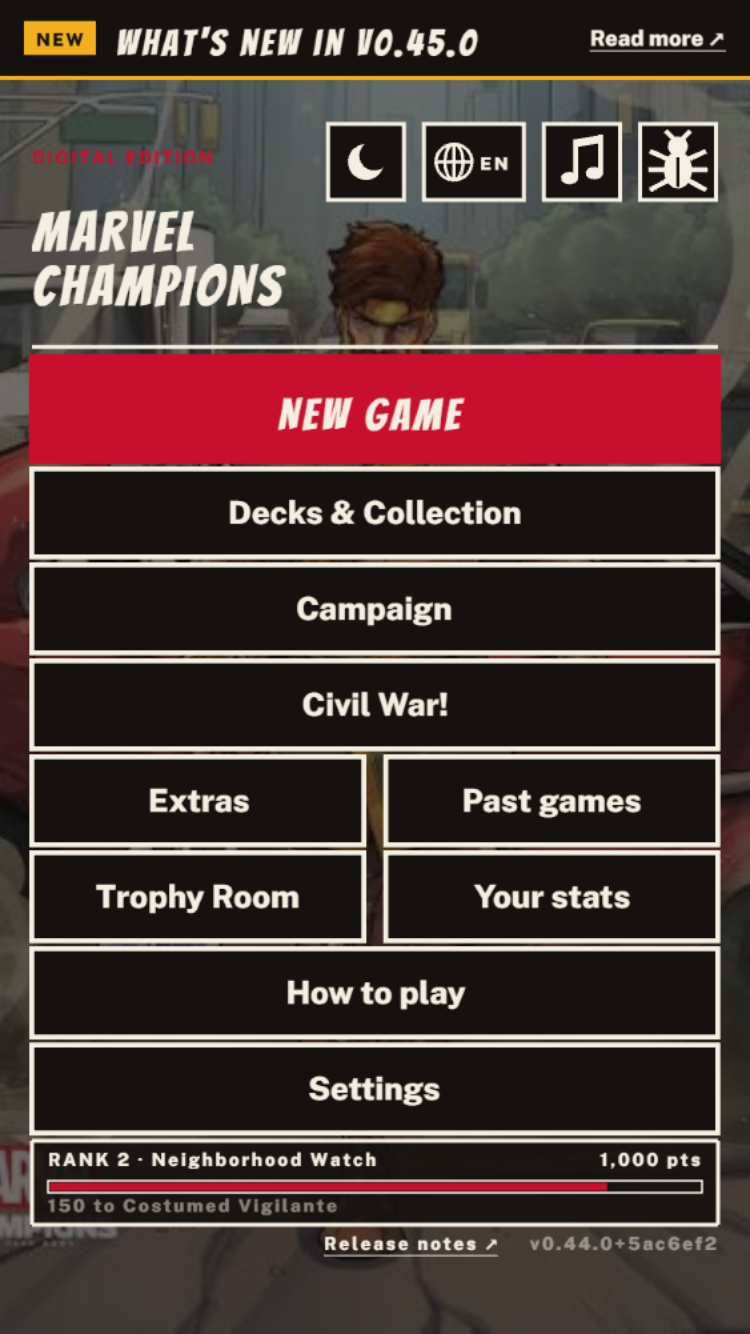 NEW WHAT'S NEW IN V0.45.0 Read more ↗
DIGITAL EDITION
EN
MARVEL
CHAMPIONS
NEW GAME
Decks & Collection
Campaign
Civil War!
Extras Past games
Trophy Room Your stats
How to play
Settings
RANK 2 · Neighborhood Watch 1,000 pts
150 to Costumed Vigilante
Release notes ↗ v0.44.0+5ac6ef2